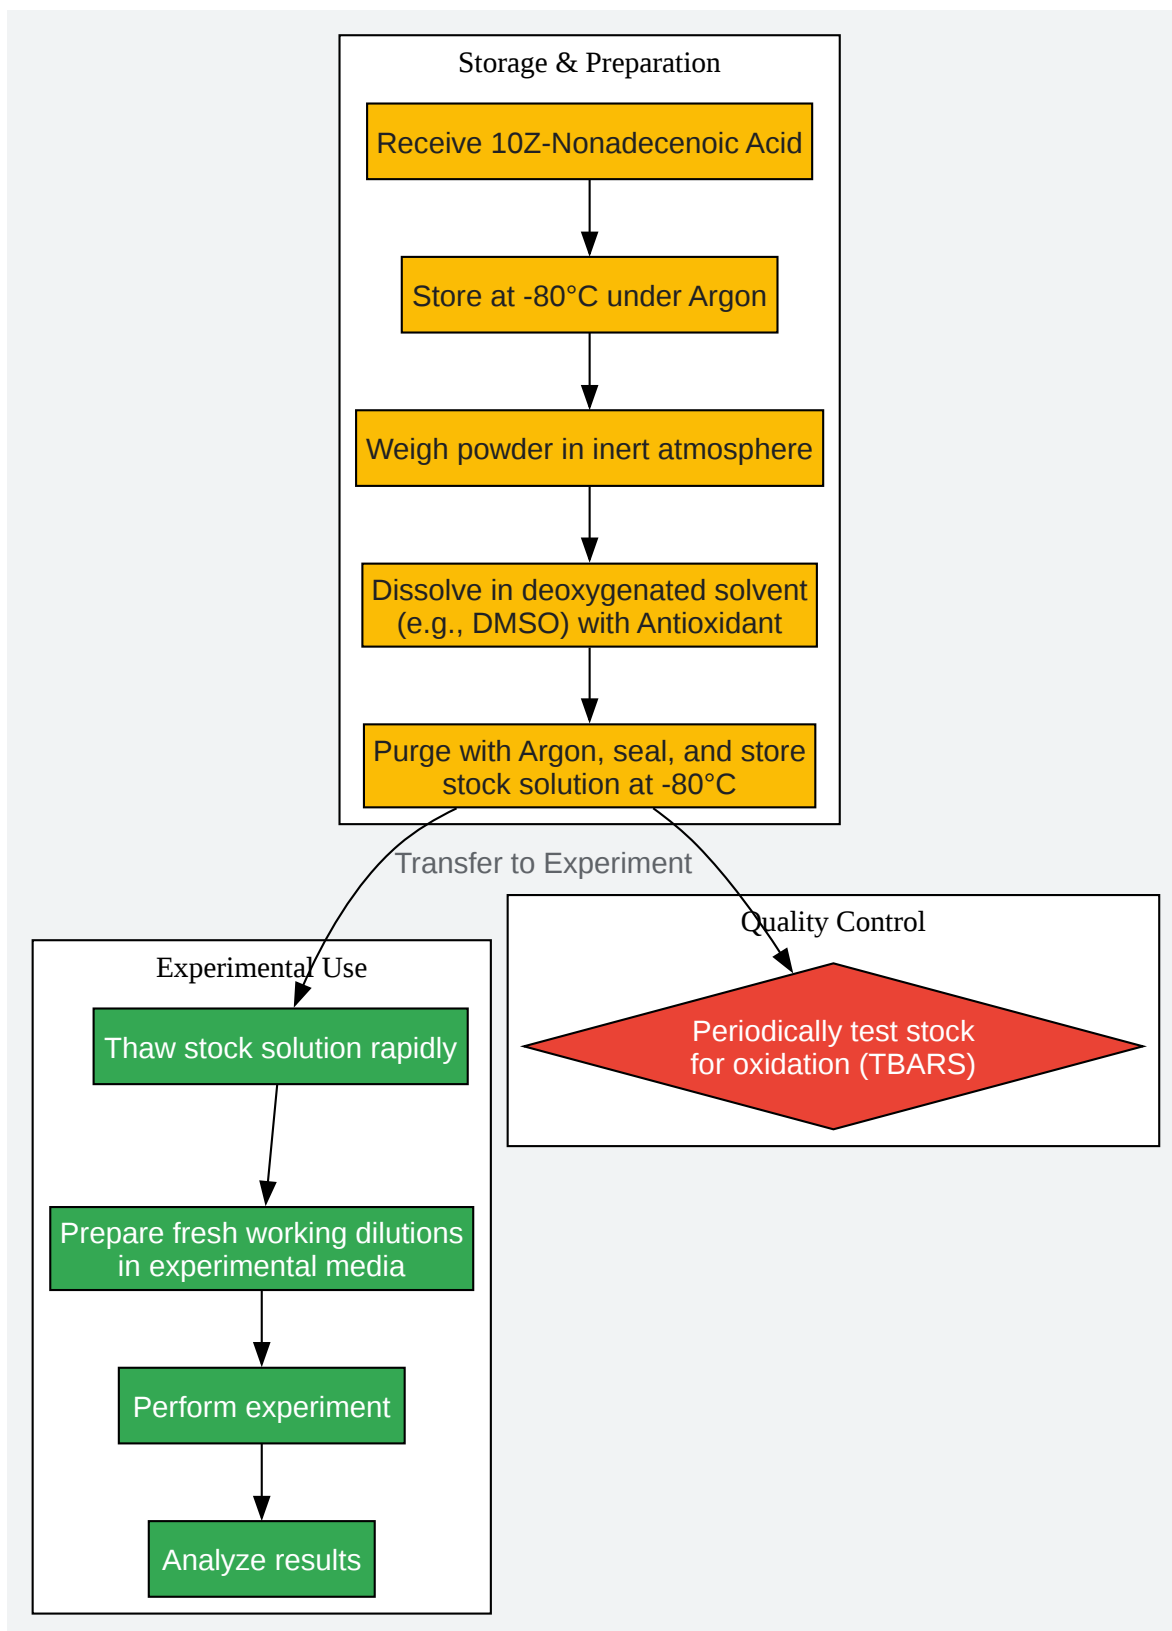 Storage & Preparation
Receive 10Z-Nonadecenoic Acid
Store at -80°C under Argon
Weigh powder in inert atmosphere
Dissolve in deoxygenated solvent
(e.g., DMSO) with Antioxidant
Purge with Argon, seal, and store
stock solution at -80°C
Transfer to Experiment
Quality Control
Periodically test stock
for oxidation (TBARS)
Experimental Use
Thaw stock solution rapidly
Prepare fresh working dilutions
in experimental media
Perform experiment
Analyze results